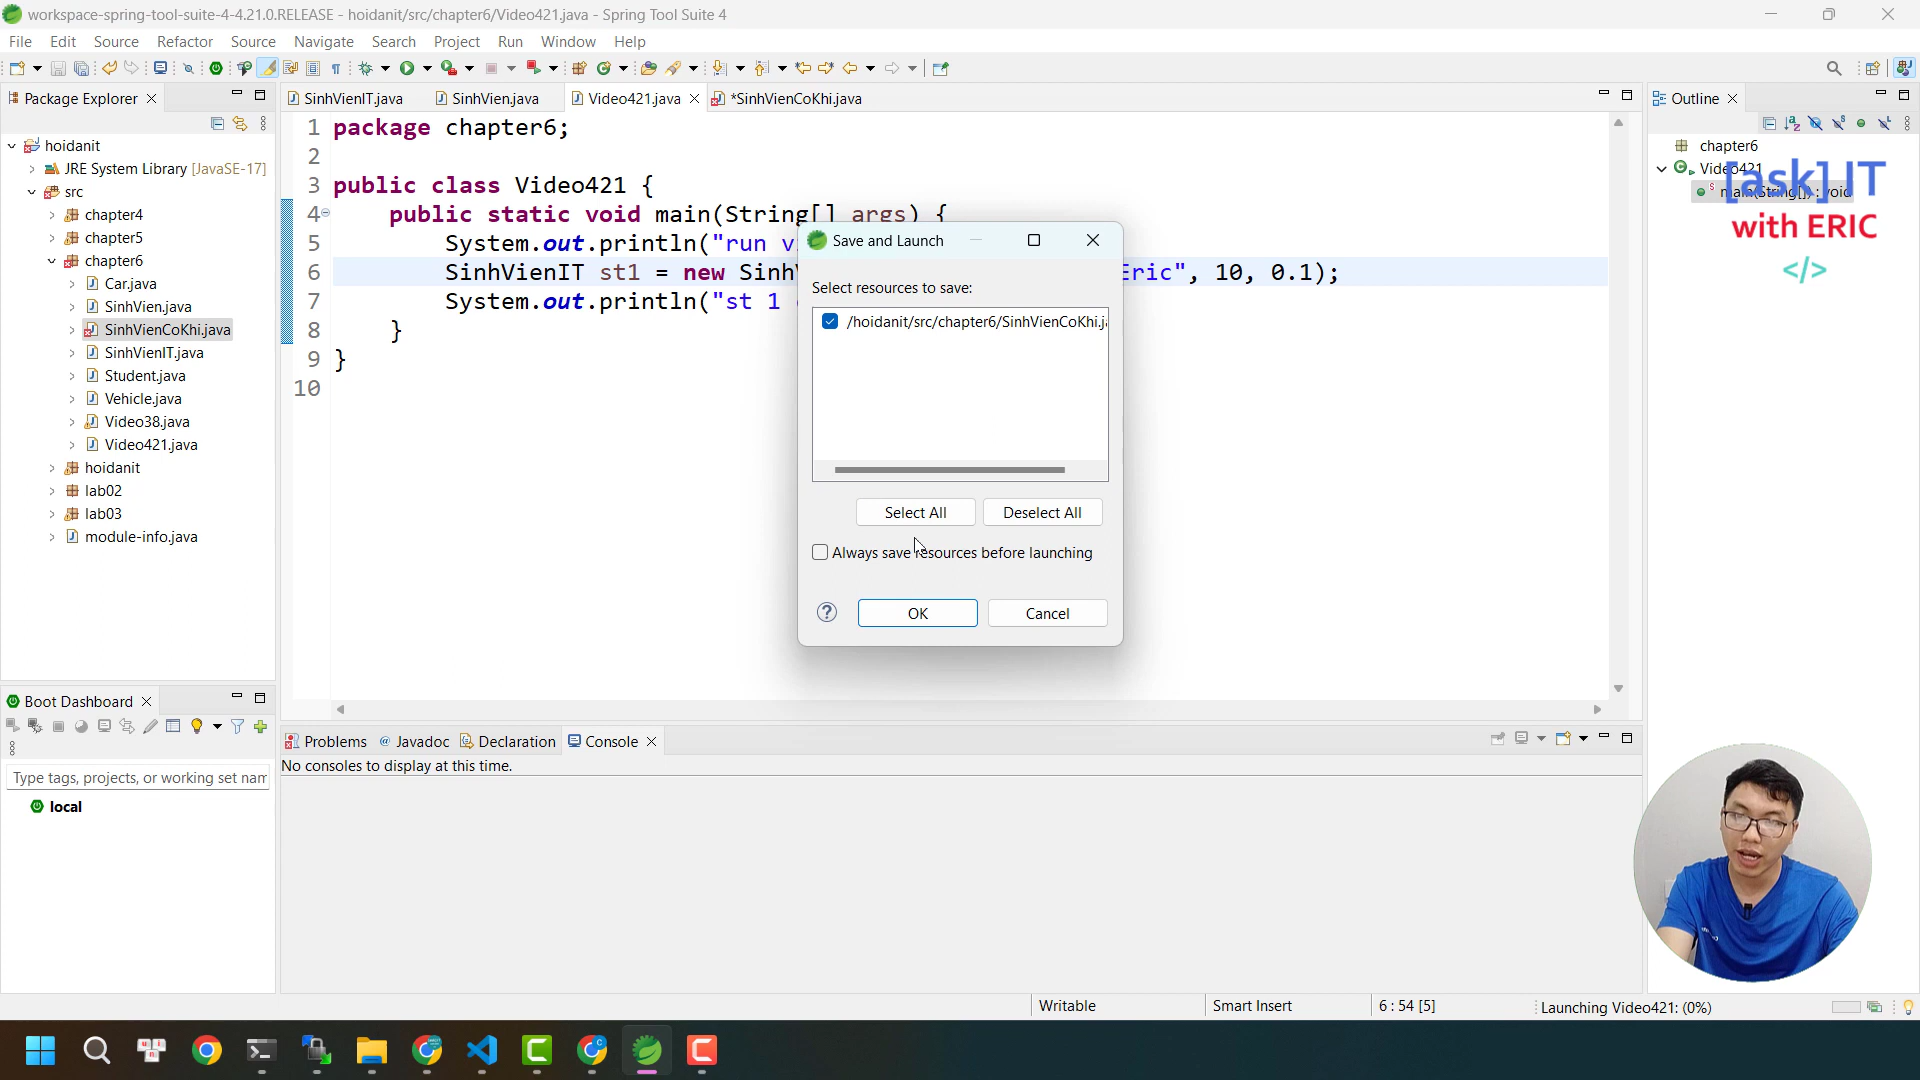 workspace-spring-tool-suite-4-4.21.0.RELEASE - hoidanit/src/chapter6/Video421.java - Spring Tool Suite 4
File Edit Source Refactor Source Navigate Search Project Run Window Help
Package Explorer
SinhVienIT.java SinhVien.java Video421.java *SinhVienCoKhi.java
Outline
hoidanit
JRE System Library [JavaSE-17]
src
chapter4
chapter5
chapter6
Car.java
SinhVien.java
SinhVienCoKhi.java
SinhVienIT.java
Student.java
Vehicle.java
Video38.java
Video421.java
hoidanit
lab02
lab03
module-info.java
1 package chapter6;
2
3 public class Video421 {
4 public static void main(String[] args) {
5 System.out.println("run
6 SinhVienIT st1 = new Eric", 10, 0.1);
7 System.out.println("st 1
8 }
9 }
10
Save and Launch
Select resources to save:
/hoidanit/src/chapter6/SinhVienCoKhi.j
Select All Deselect All
Always save resources before launching
OK Cancel
chapter6
Video421
main(String[]) : void
[ask] IT
with ERIC
</>
Boot Dashboard
Type tags, projects, or working set nam
local
Problems Javadoc Declaration Console
No consoles to display at this time.
Writable Smart Insert 6 : 54 [5] Launching Video421: (0%)